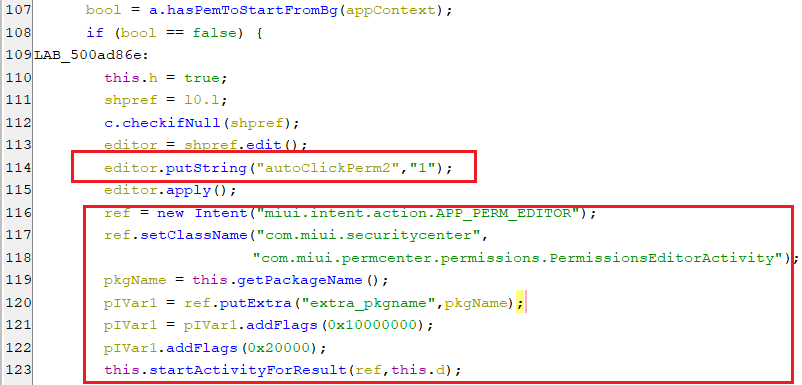 107 bool = a.hasPemToStartFromBg(appContext);
108 if (bool == false) {
109 LAB_500ad86e:
110 this.h = true;
111 shpref = l0.l;
112 c.checkifNull(shpref);
113 editor = shpref.edit();
114 editor.putString("autoClickPerm2","1");
115 editor.apply();
116 ref = new Intent("miui.intent.action.APP_PERM_EDITOR");
117 ref.setClassName("com.miui.securitycenter",
118 "com.miui.permcenter.permissions.PermissionsEditorActivity");
119 pkgName = this.getPackageName();
120 pIVar1 = ref.putExtra("extra_pkgname",pkgName);
121 pIVar1 = pIVar1.addFlags(0x10000000);
122 pIVar1.addFlags(0x20000);
123 this.startActivityForResult(ref,this.d);